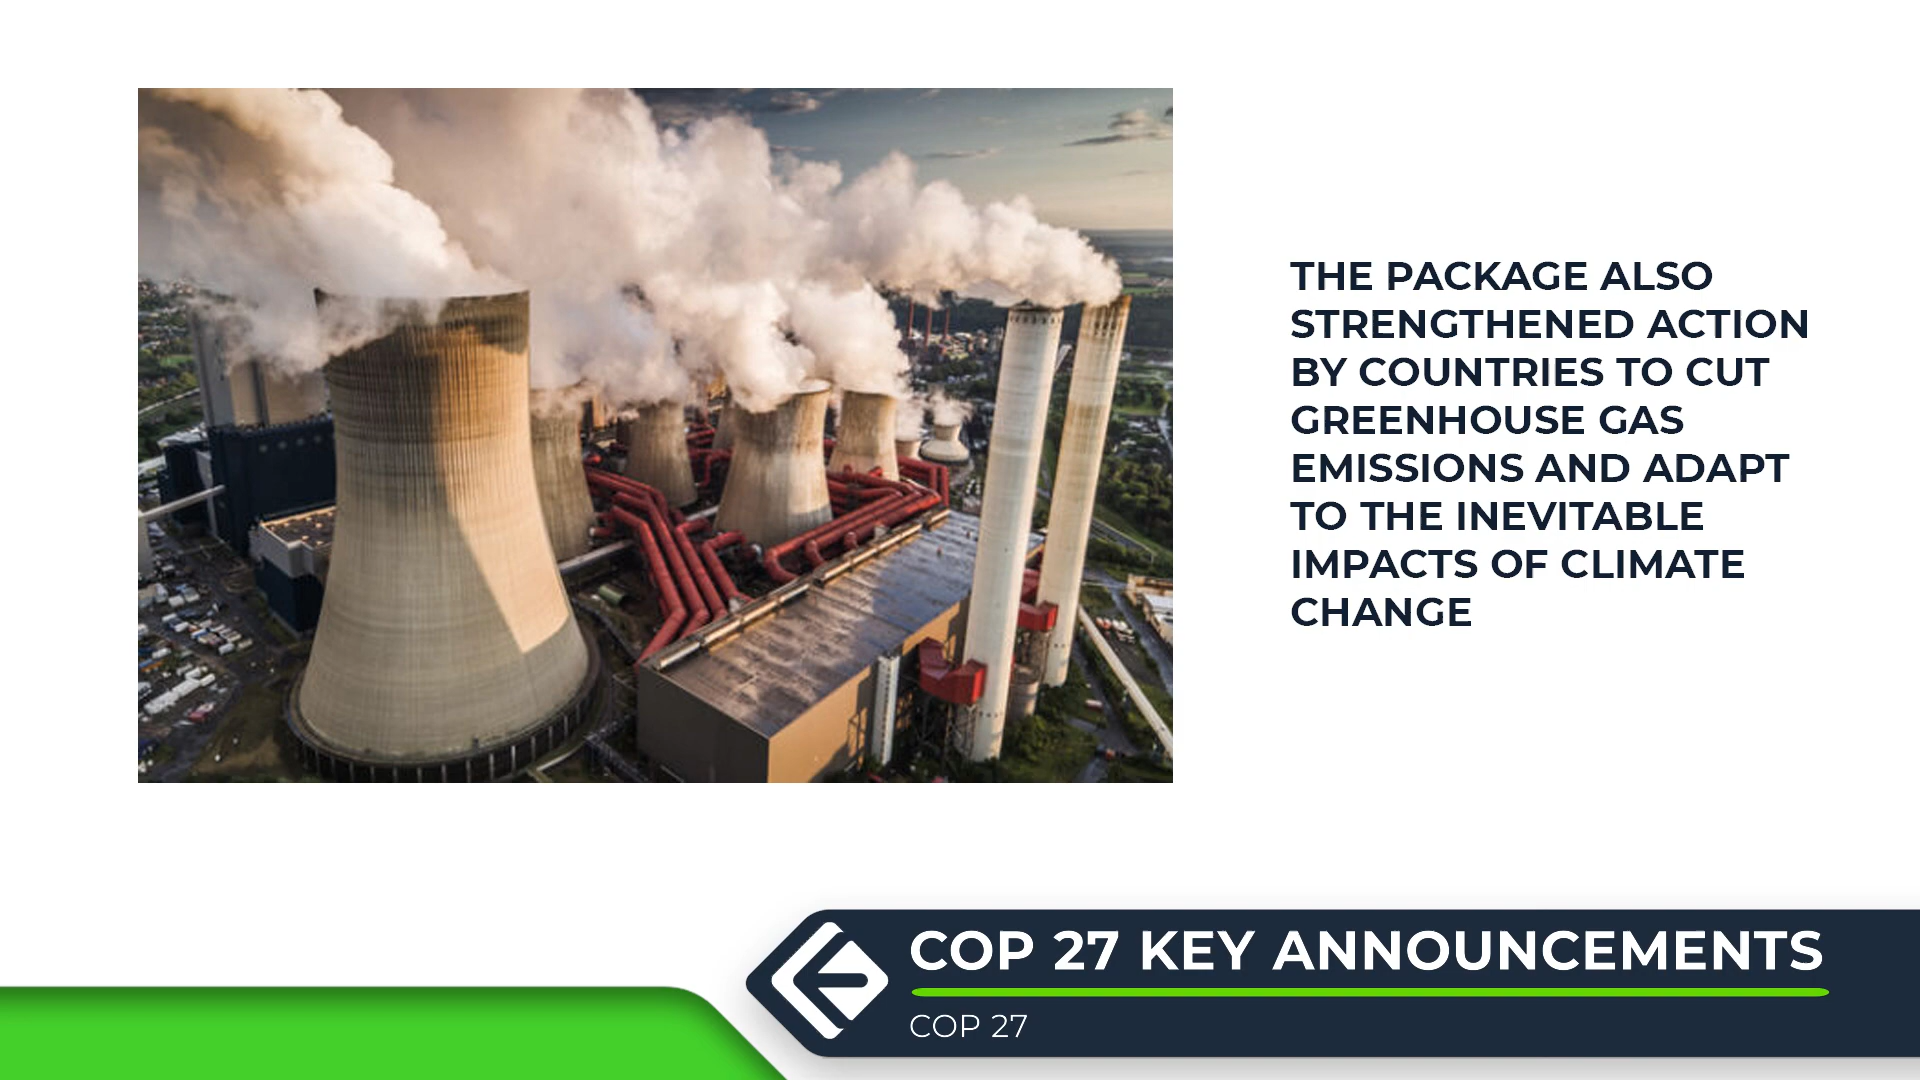 THE PACKAGE ALSO
STRENGTHENED ACTION
BY COUNTRIES TO CUT
GREENHOUSE GAS
EMISSIONS AND ADAPT
TO THE INEVITABLE
IMPACTS OF CLIMATE
CHANGE
COP 27 KEY ANNOUNCEMENTS
COP 27